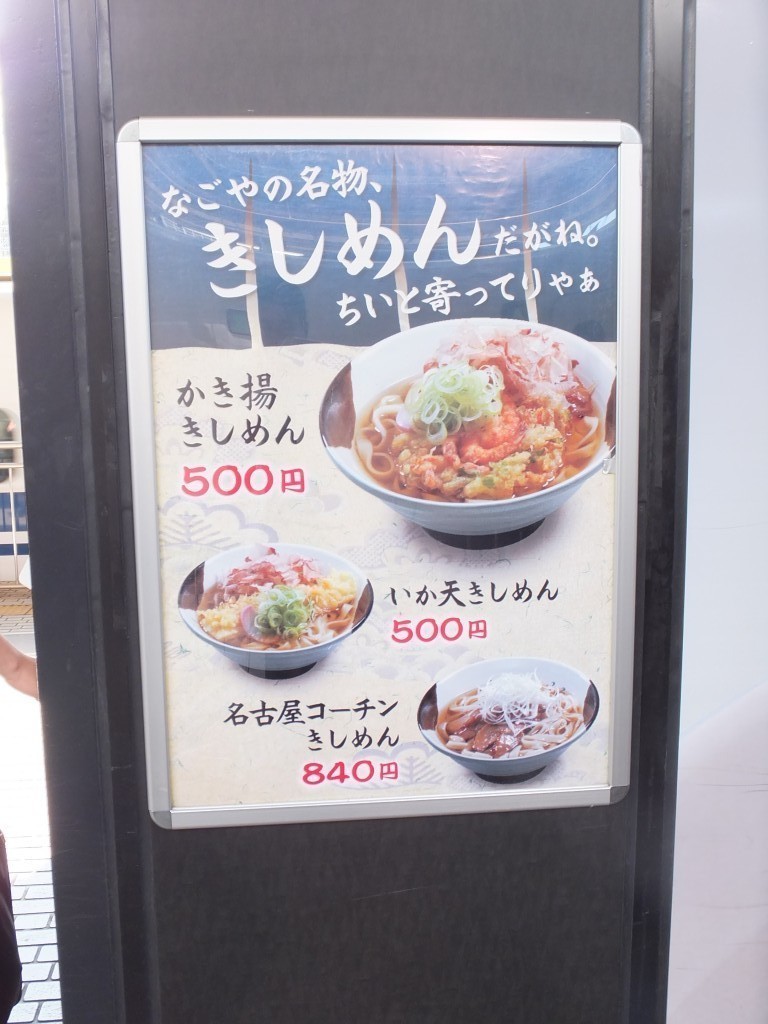 なごやの名物、
きしめんだがね。
ちいと寄ってりゃぁ
かき揚
きしめん
500円
いか天きしめん
500円
名古屋コーチン
きしめん
840円